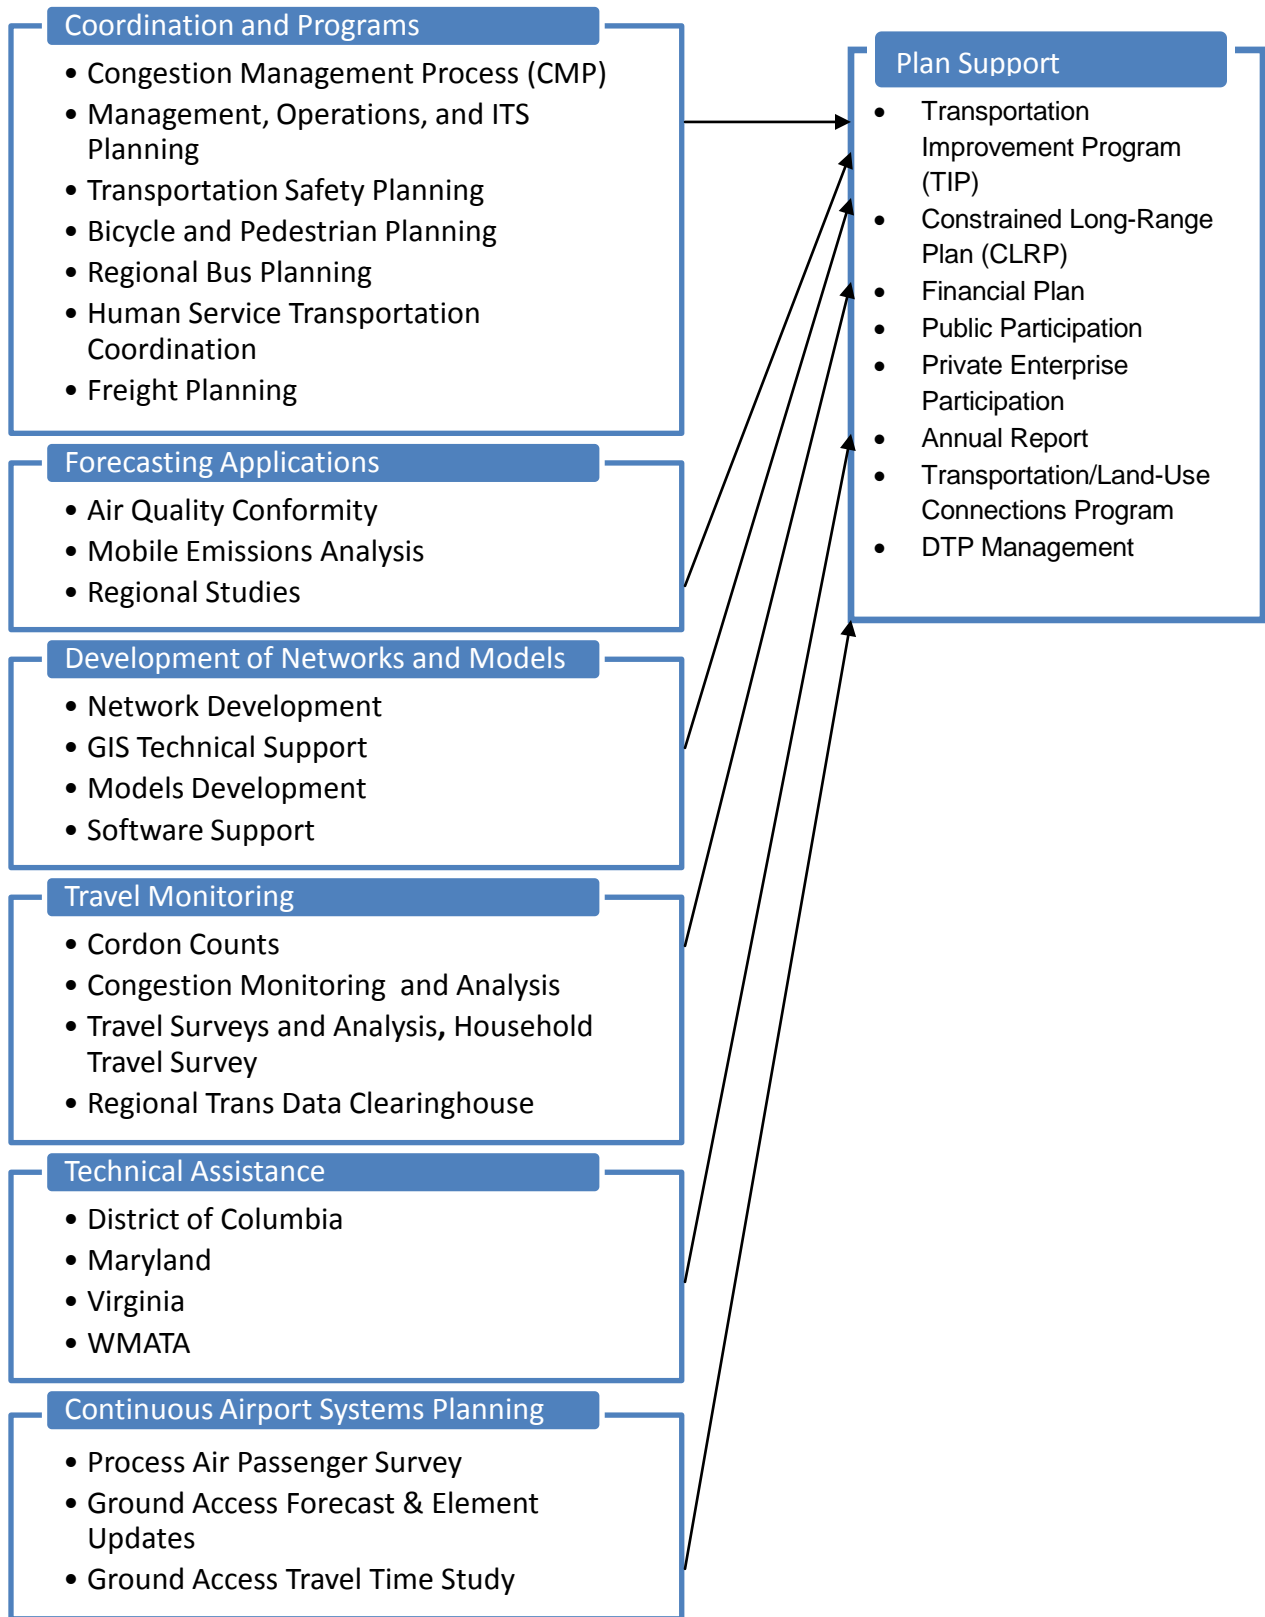 Coordination and Programs
• Congestion Management Process (CMP)
• Management, Operations, and ITS
Planning
• Transportation Safety Planning
• Bicycle and Pedestrian Planning
• Regional Bus Planning
• Human Service Transportation
Coordination
• Freight Planning
Forecasting Applications
• Air Quality Conformity
• Mobile Emissions Analysis
• Regional Studies
Development of Networks and Models
• Network Development
• GIS Technical Support
• Models Development
• Software Support
Travel Monitoring
• Cordon Counts
• Congestion Monitoring  and Analysis
• Travel Surveys and Analysis, Household
Travel Survey
• Regional Trans Data Clearinghouse
Technical Assistance
• District of Columbia
• Maryland
• Virginia
• WMATA
Continuous Airport Systems Planning
• Process Air Passenger Survey
• Ground Access Forecast & Element
Updates
• Ground Access Travel Time Study
Plan Support
• Transportation
Improvement Program
(TIP)
• Constrained Long-Range
Plan (CLRP)
• Financial Plan
• Public Participation
• Private Enterprise
Participation
• Annual Report
• Transportation/Land-Use
Connections Program
• DTP Management